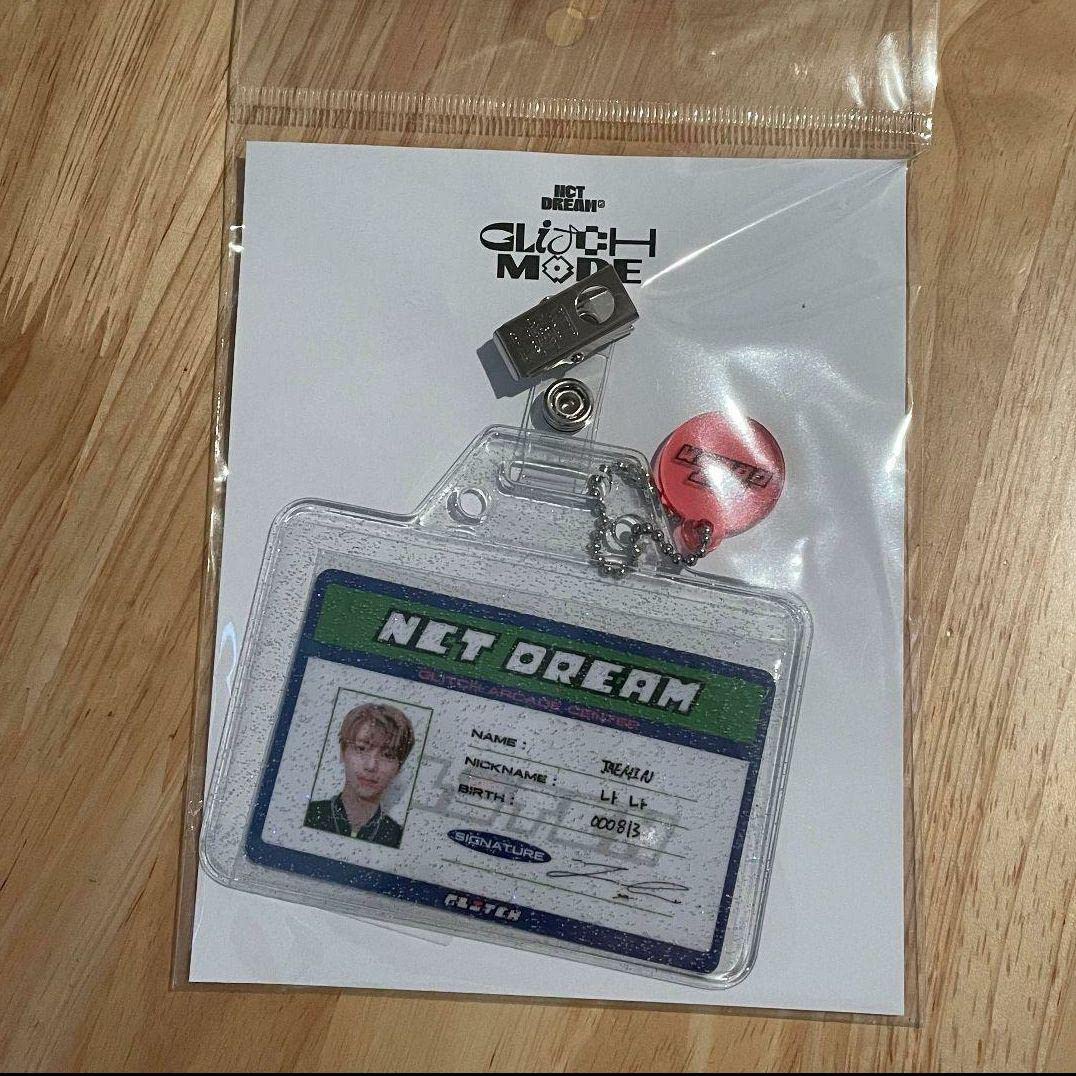 NCT
DREAM
GLitCH
MODE
NCT DREAM
GLITCH ARCADE CENTER
NAME :
JAEMIN
NICKNAME :
나 나
BIRTH :
000813
SIGNATURE
GLITCH